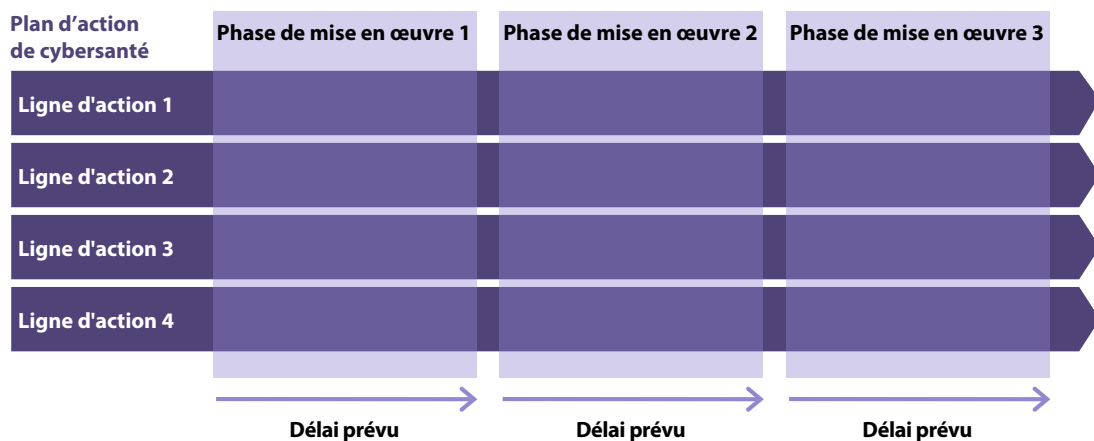 Plan d’action
de cybersanté
Phase de mise en œuvre 1
Phase de mise en œuvre 2
Phase de mise en œuvre 3
Ligne d'action 1
Ligne d'action 2
Ligne d'action 3
Ligne d'action 4
Délai prévu
Délai prévu
Délai prévu